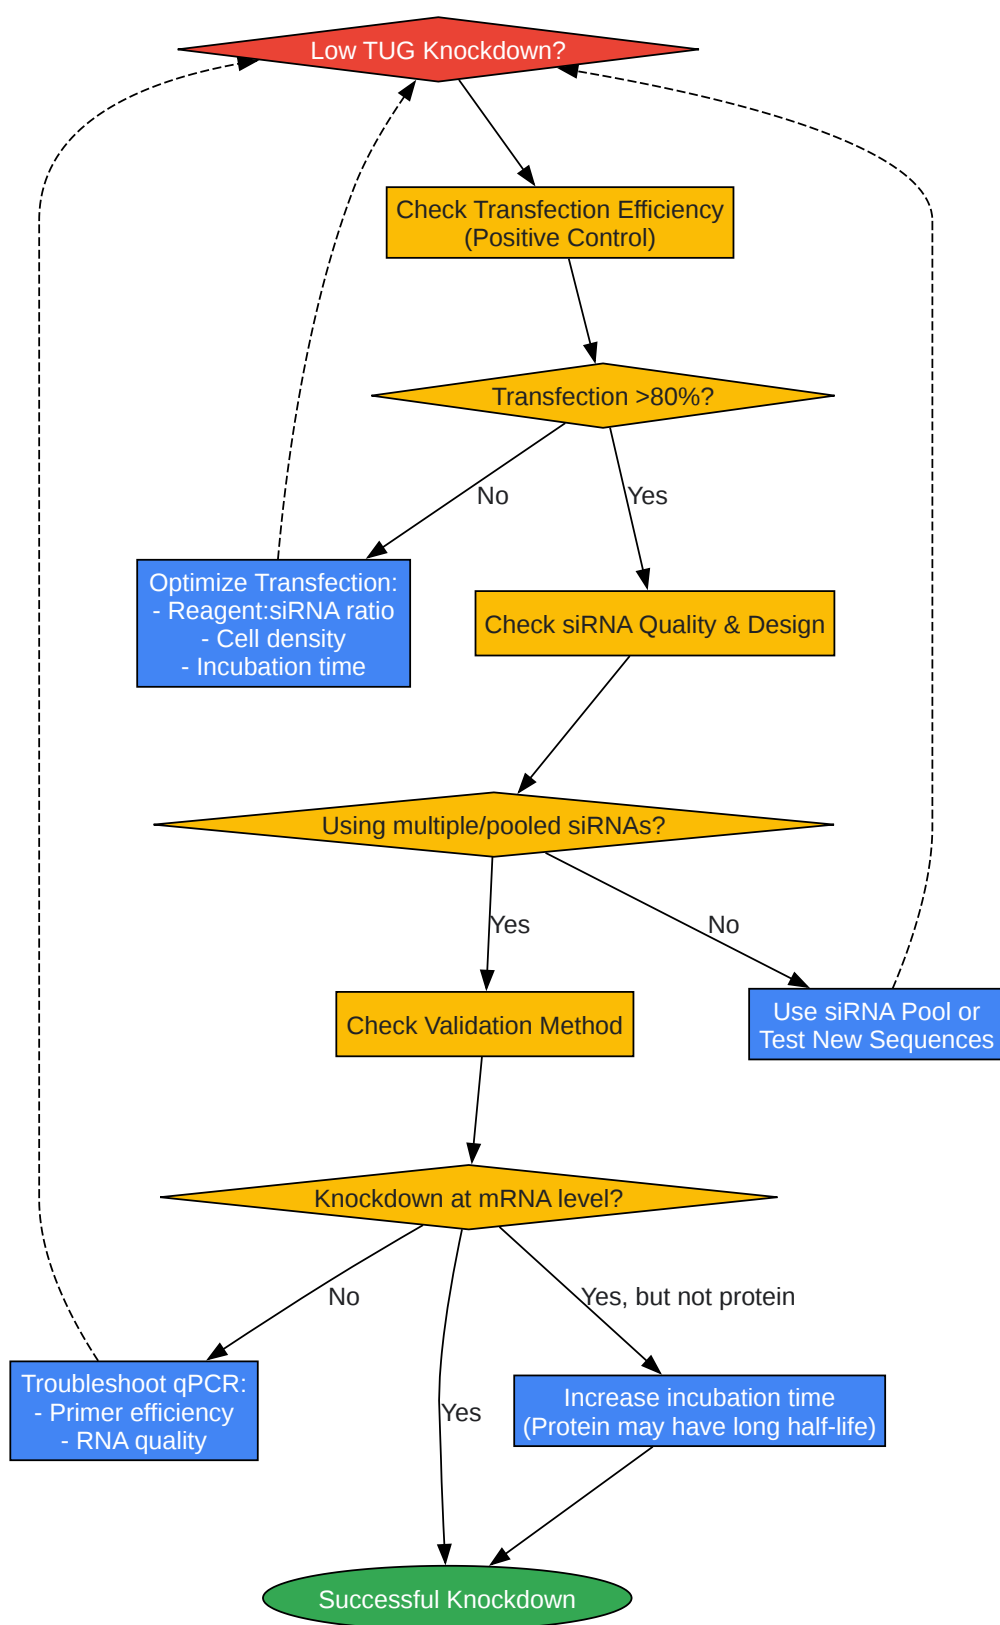 Low TUG Knockdown?
Check Transfection Efficiency
(Positive Control)
Transfection >80%?
No
Yes
Optimize Transfection:
- Reagent:siRNA ratio
- Cell density
- Incubation time
Check siRNA Quality & Design
Using multiple/pooled siRNAs?
Yes
No
Check Validation Method
Use siRNA Pool or
Test New Sequences
Knockdown at mRNA level?
No
Yes, but not protein
Troubleshoot qPCR:
- Primer efficiency
- RNA quality
Yes
Increase incubation time
(Protein may have long half-life)
Successful Knockdown